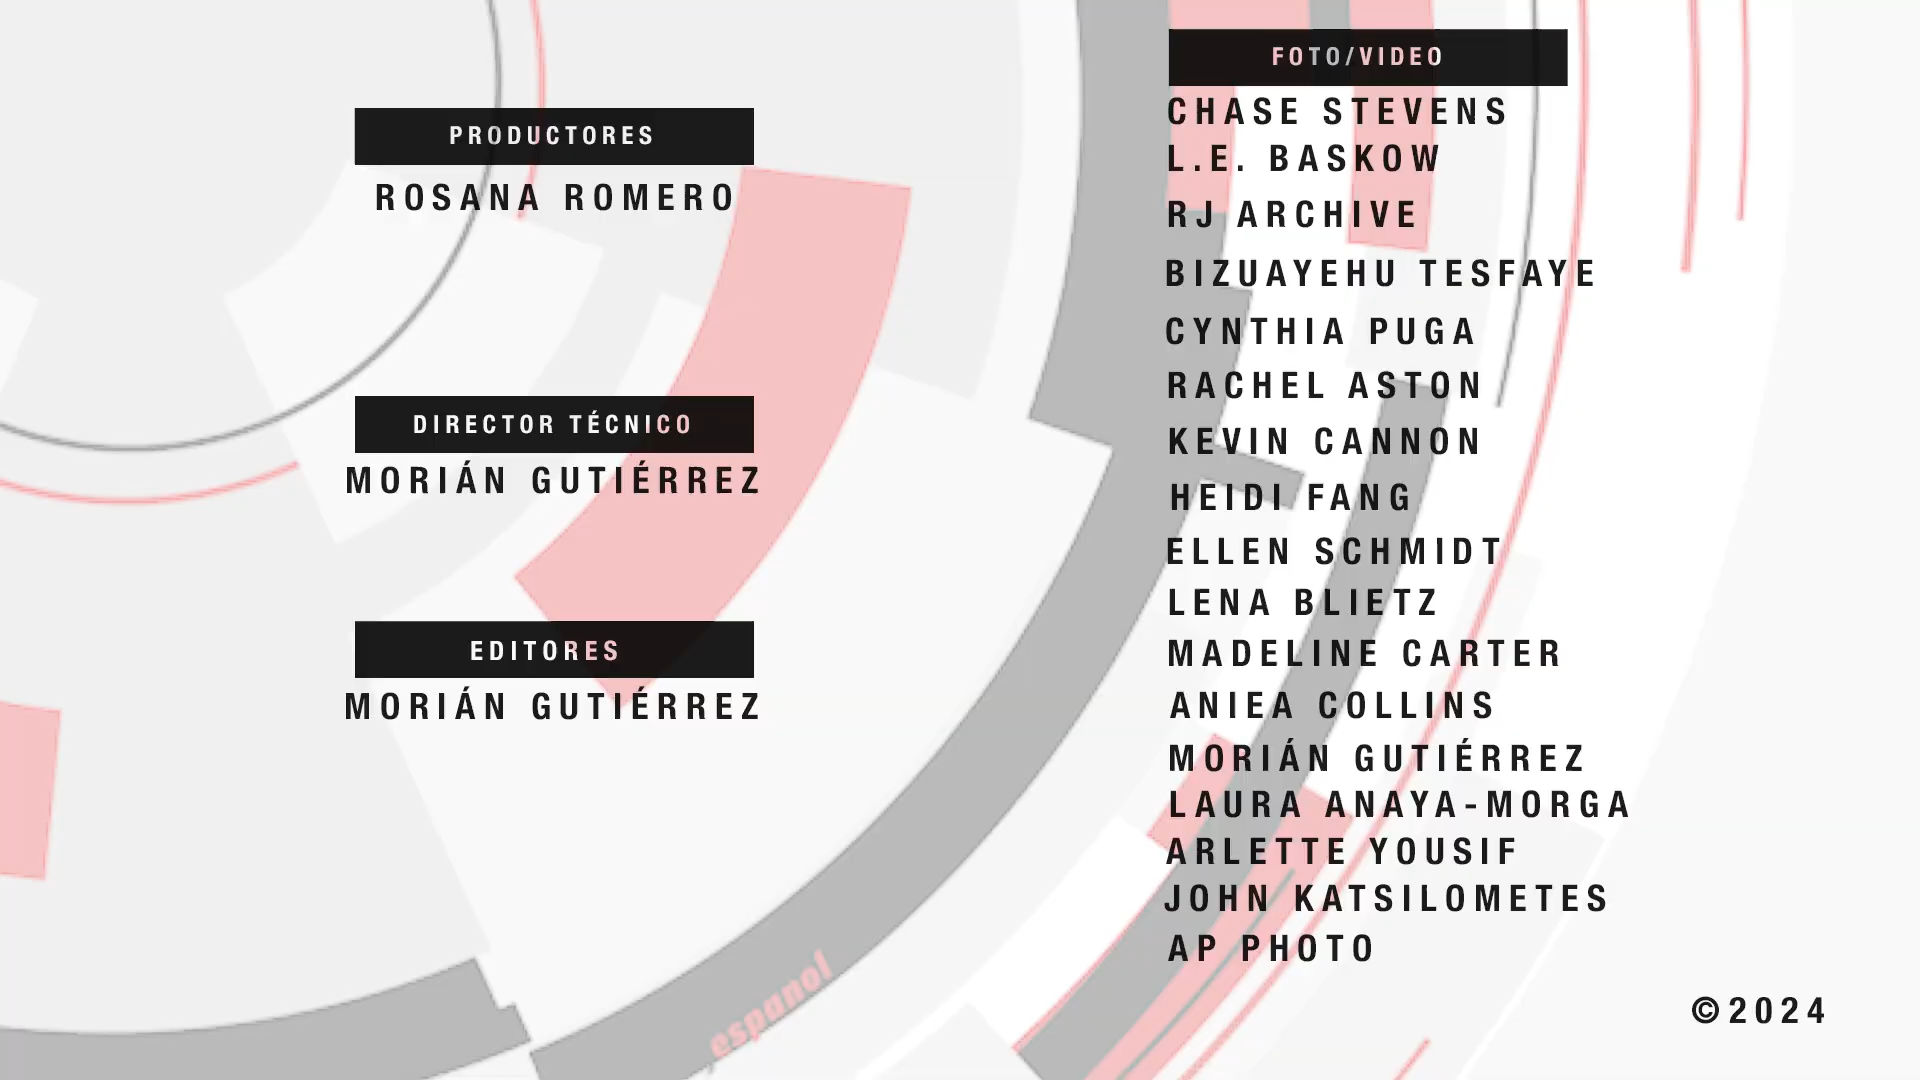 PRODUCTORES
ROSANA ROMERO
DIRECTOR TÉCNICO
MORIÁN GUTIÉRREZ
EDITORES
MORIÁN GUTIÉRREZ
FOTO/VIDEO
CHASE STEVENS
L.E. BASKOW
RJ ARCHIVE
BIZUAYEHU TESFAYE
CYNTHIA PUGA
RACHEL ASTON
KEVIN CANNON
HEIDI FANG
ELLEN SCHMIDT
LENA BLIETZ
MADELINE CARTER
ANIEA COLLINS
MORIÁN GUTIÉRREZ
LAURA ANAYA-MORGA
ARLETTE YOUSIF
JOHN KATSILOMETES
AP PHOTO
©2024
espanol